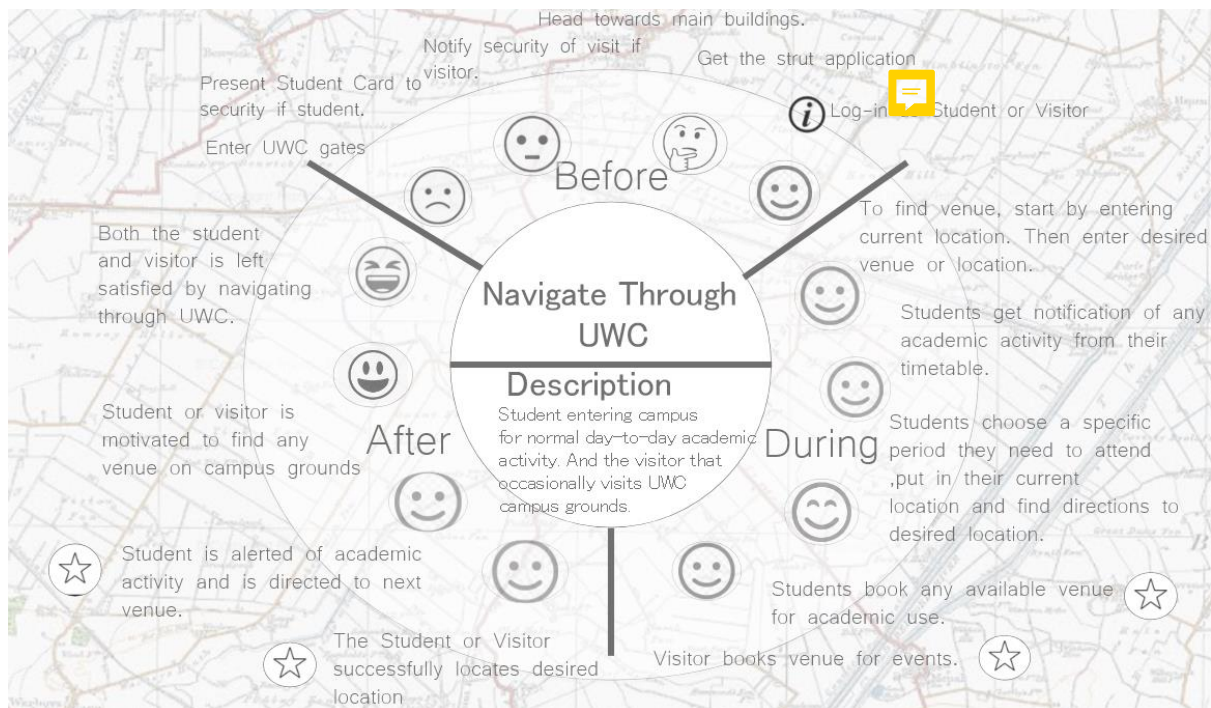 Head towards main buildings.
Notify security of visit if
visitor.
Get the strut application
Present Student Card to
security if student.
i Log-in Student or Visitor
Enter UWC gates
Before
To find venue, start by entering
current location. Then enter desired
venue or location.
Both the student
and visitor is left
satisfied by navigating
through UWC.
Navigate Through
UWC
Students get notification of any
academic activity from their
timetable.
Description
Student entering campus
for normal day-to-day academic
activity. And the visitor that
occasionally visits UWC
campus grounds.
Student or visitor is
motivated to find any
venue on campus grounds
After
During
Students choose a specific
period they need to attend
,put in their current
location and find directions to
desired location.
Student is alerted of academic
activity and is directed to next
venue.
Students book any available venue
for academic use.
The Student or Visitor
successfully locates desired
location
Visitor books venue for events.